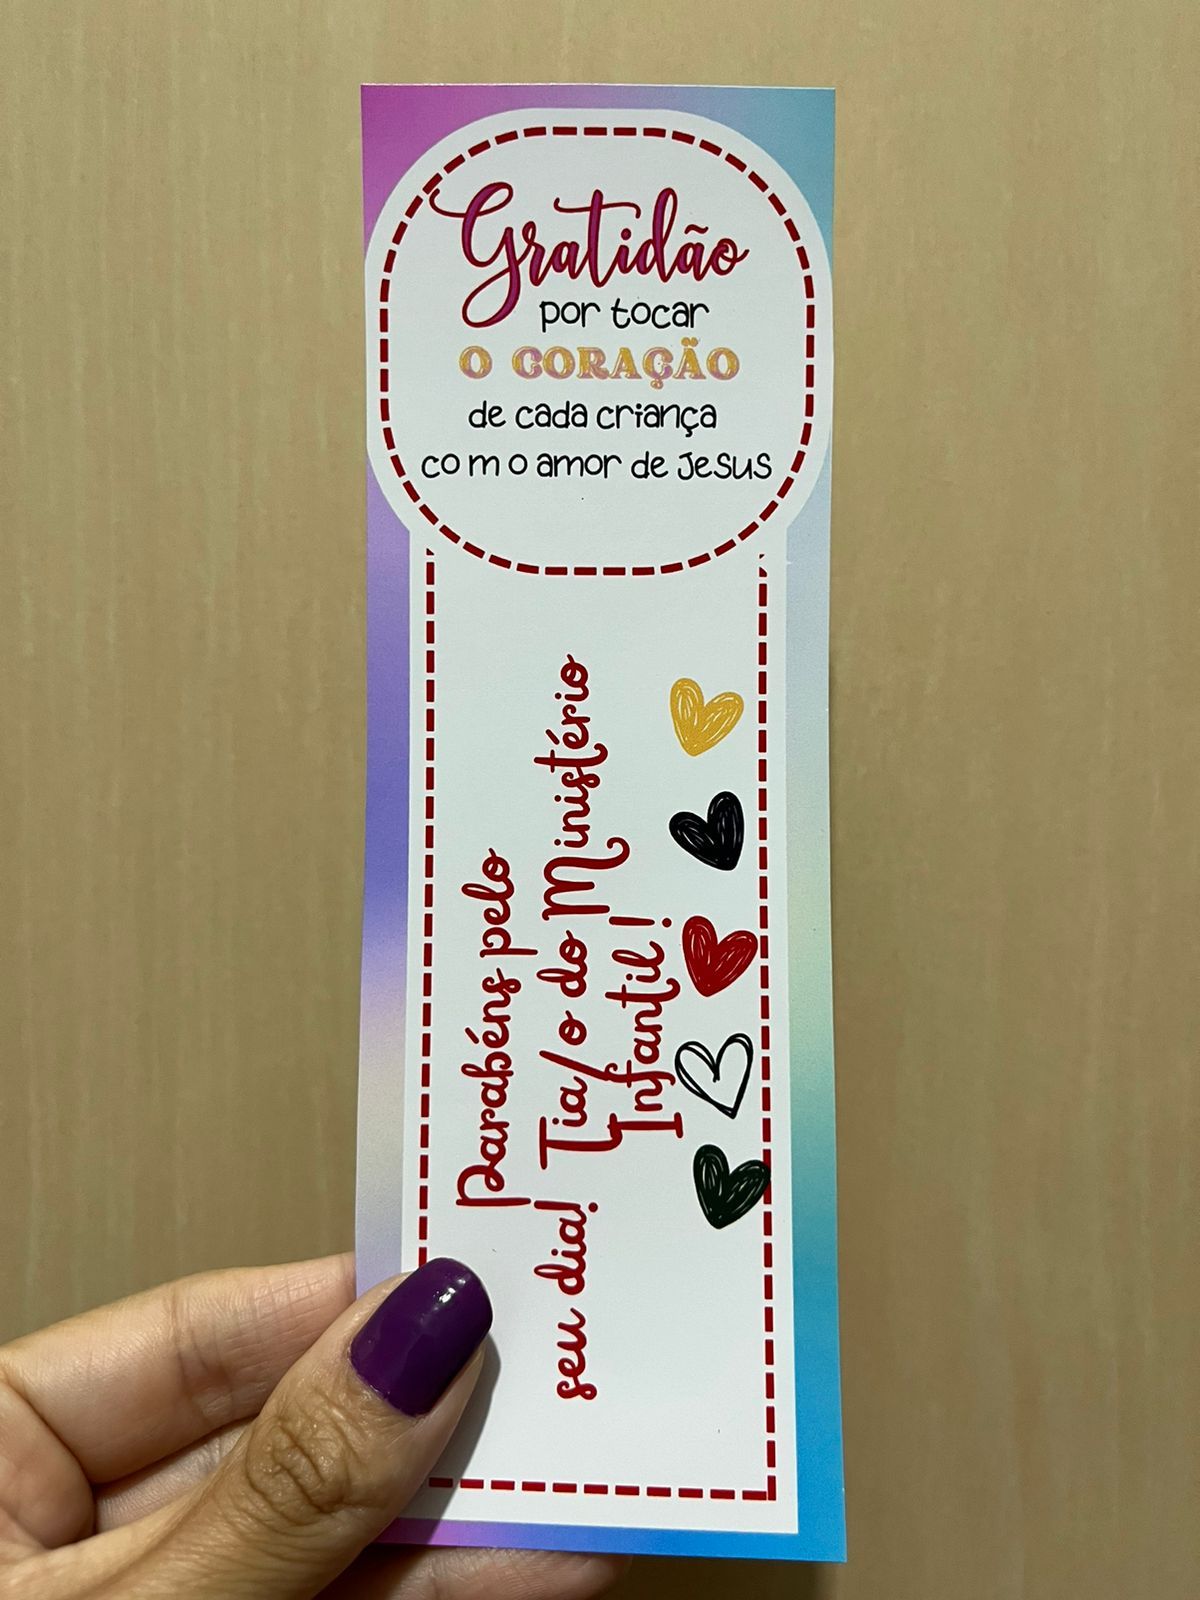 Gratidão
por tocar
O CORAÇÃO
de cada criança
co m o amor de Jesus
Parabéns pelo
seu dia! Tia/o do Ministério
Infantil!